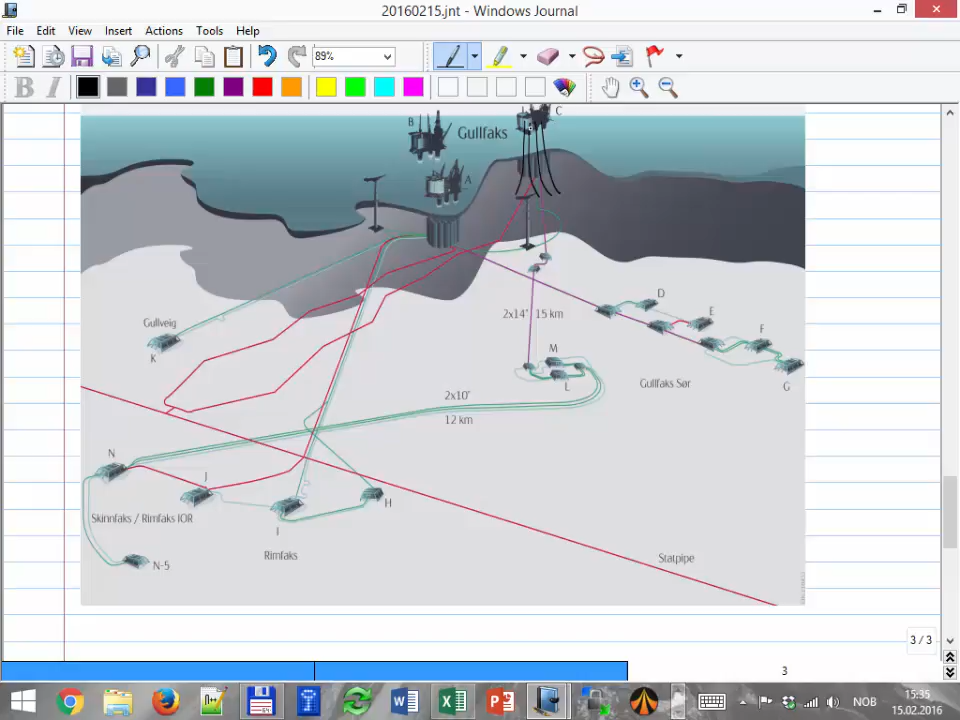 20160215.jnt - Windows Journal
File Edit View Insert Actions Tools Help
89%
B I
B Gullfaks C
A
Gullveig
K
D
E
F
G
2x14" 15 km
M
L
Gullfaks Sør
2x10"
12 km
N
J
H
I
Skinnfaks / Rimfaks IOR
Rimfaks
N-5
Statpipe
3 / 3
3
NOB
15:35
15.02.2016